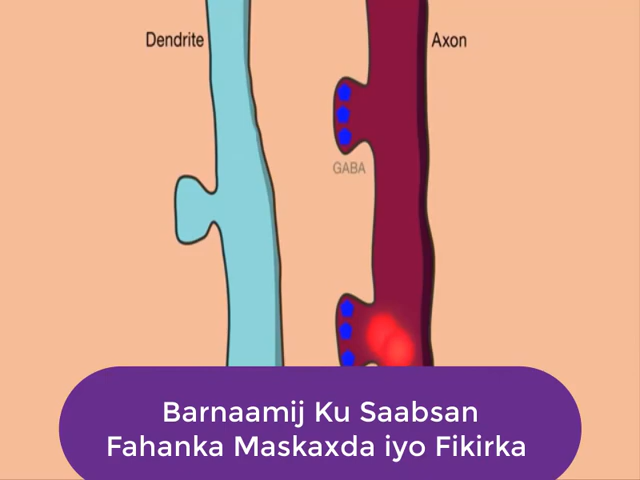 Dendrite
Axon
GABA
Barnaamij Ku Saabsan
Fahanka Maskaxda iyo Fikirka